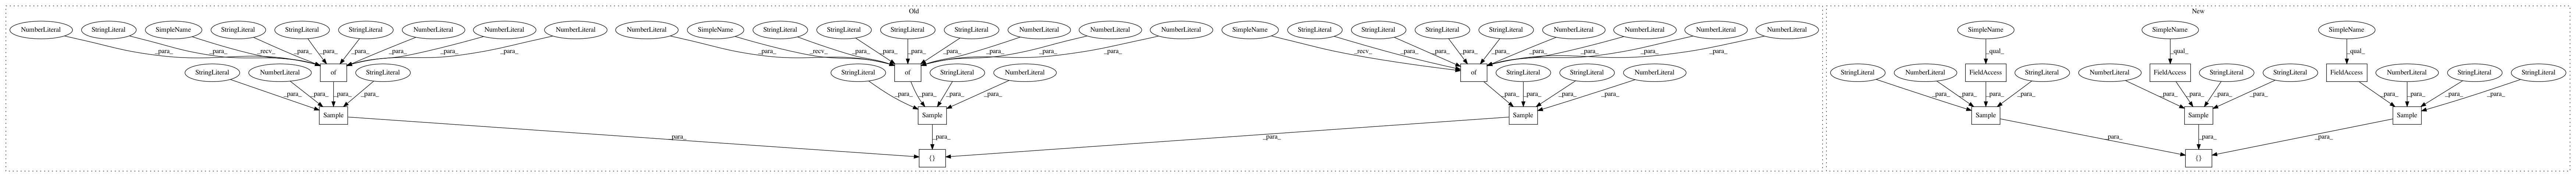 Old New
NumberLiteral StringLiteral SimpleName StringLiteral StringLiteral StringLiteral NumberLiteral NumberLiteral NumberLiteral NumberLiteral SimpleName StringLiteral StringLiteral StringLiteral StringLiteral NumberLiteral NumberLiteral NumberLiteral SimpleName StringLiteral StringLiteral StringLiteral StringLiteral NumberLiteral NumberLiteral NumberLiteral NumberLiteral SimpleName SimpleName SimpleName
_para_ _para_ _recv_ _para_ _para_ _para_ _para_ _para_ _para_ _para_ _recv_ _para_ _para_ _para_ _para_ _para_ _para_ _para_ _recv_ _para_ _para_ _para_ _para_ _para_ _para_ _para_ _para_ _qual_ _qual_ _qual_
StringLiteral NumberLiteral of StringLiteral StringLiteral of StringLiteral NumberLiteral of StringLiteral StringLiteral NumberLiteral StringLiteral NumberLiteral FieldAccess StringLiteral NumberLiteral FieldAccess StringLiteral StringLiteral FieldAccess NumberLiteral StringLiteral StringLiteral
_para_ _para_ _para_ _para_ _para_ _para_ _para_ _para_ _para_ _para_ _para_ _para_ _para_ _para_ _para_ _para_ _para_ _para_ _para_ _para_ _para_ _para_ _para_ _para_
Sample Sample Sample Sample Sample Sample
_para_ _para_ _para_ _para_ _para_ _para_
{} {}